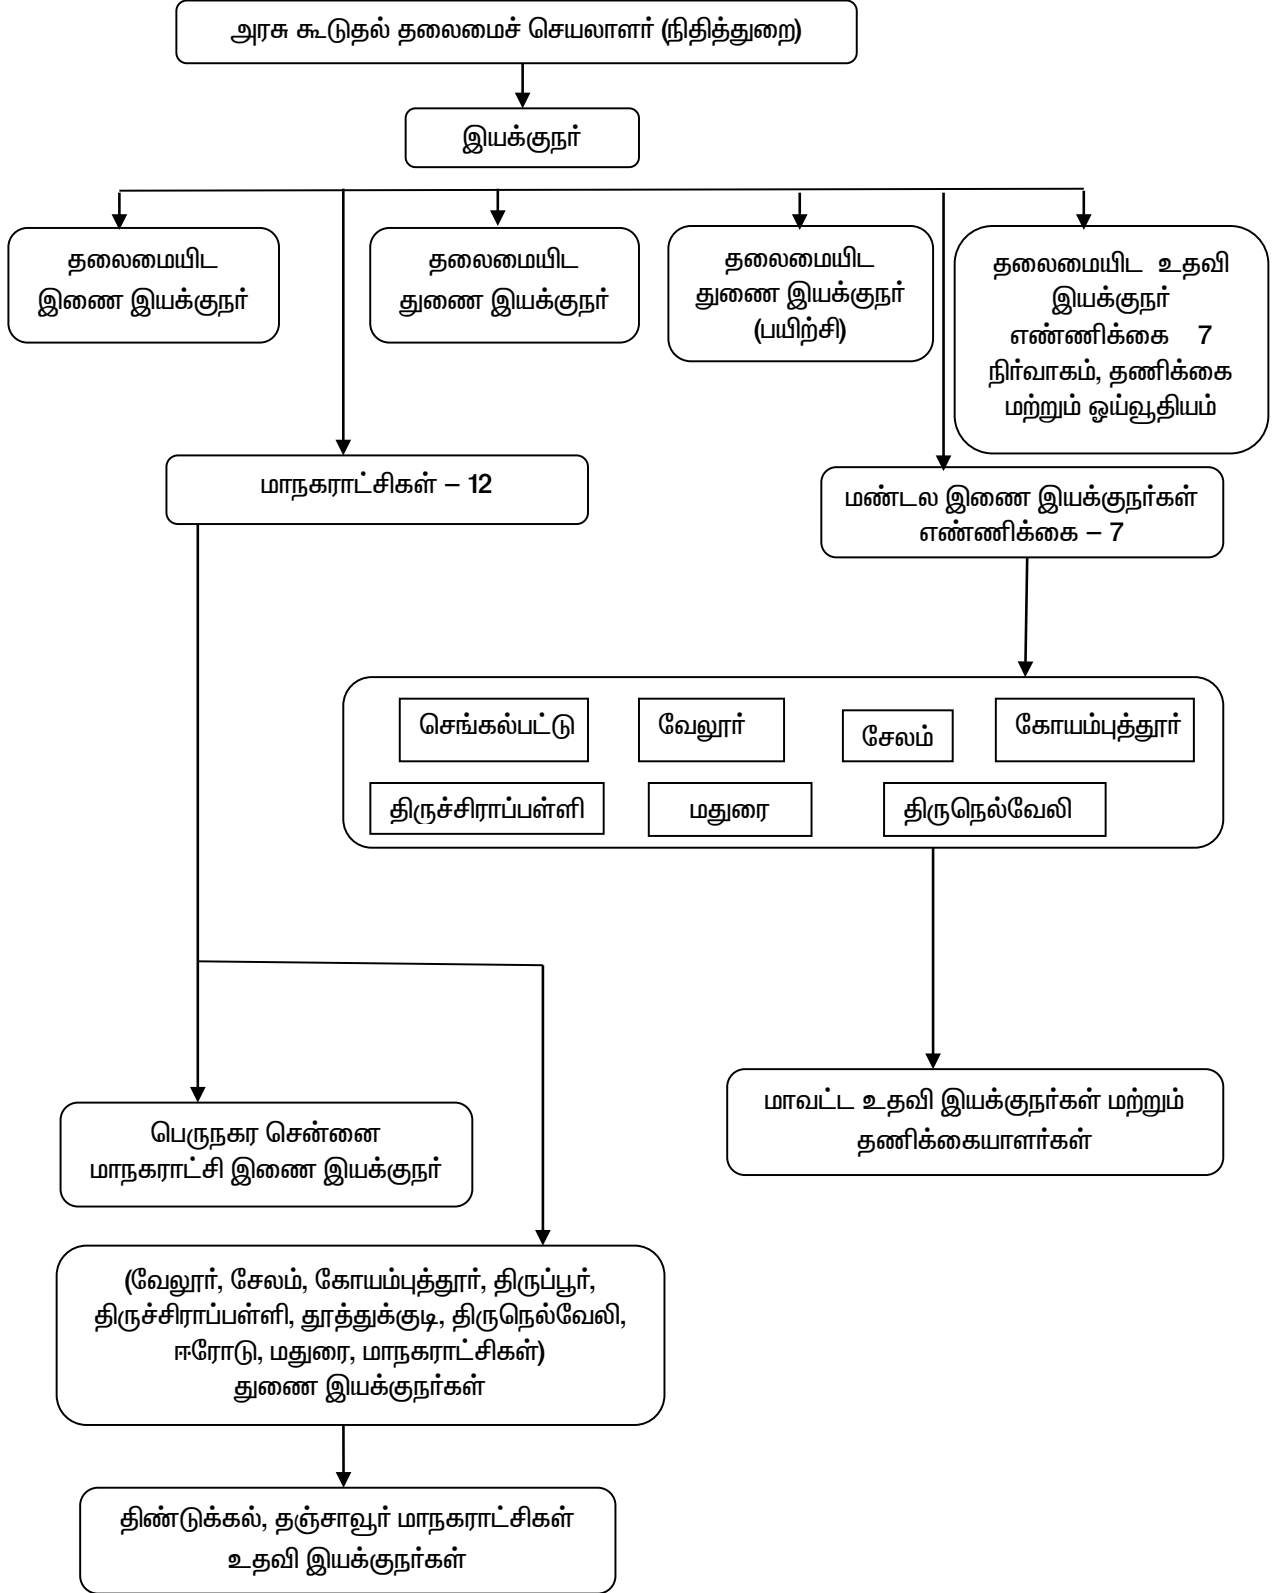 அரசு கூடுதல் தலைமைச் செயலாளர் (நிதித்துறை)
இயக்குநர்
தலைமையிட
இணை இயக்குநர்
தலைமையிட
துணை இயக்குநர்
தலைமையிட
துணை இயக்குநர்
(பயிற்சி)
தலைமையிட உதவி
இயக்குநர்
எண்ணிக்கை 7
நிர்வாகம், தணிக்கை
மற்றும் ஓய்வூதியம்
மாநகராட்சிகள் – 12
மண்டல இணை இயக்குநர்கள்
எண்ணிக்கை – 7
செங்கல்பட்டு
வேலூர்
சேலம்
கோயம்புத்தூர்
திருச்சிராப்பள்ளி
மதுரை
திருநெல்வேலி
பெருநகர சென்னை
மாநகராட்சி இணை இயக்குநர்
மாவட்ட உதவி இயக்குநர்கள் மற்றும்
தணிக்கையாளர்கள்
(வேலூர், சேலம், கோயம்புத்தூர், திருப்பூர்,
திருச்சிராப்பள்ளி, தூத்துக்குடி, திருநெல்வேலி,
ஈரோடு, மதுரை, மாநகராட்சிகள்)
துணை இயக்குநர்கள்
திண்டுக்கல், தஞ்சாவூர் மாநகராட்சிகள்
உதவி இயக்குநர்கள்